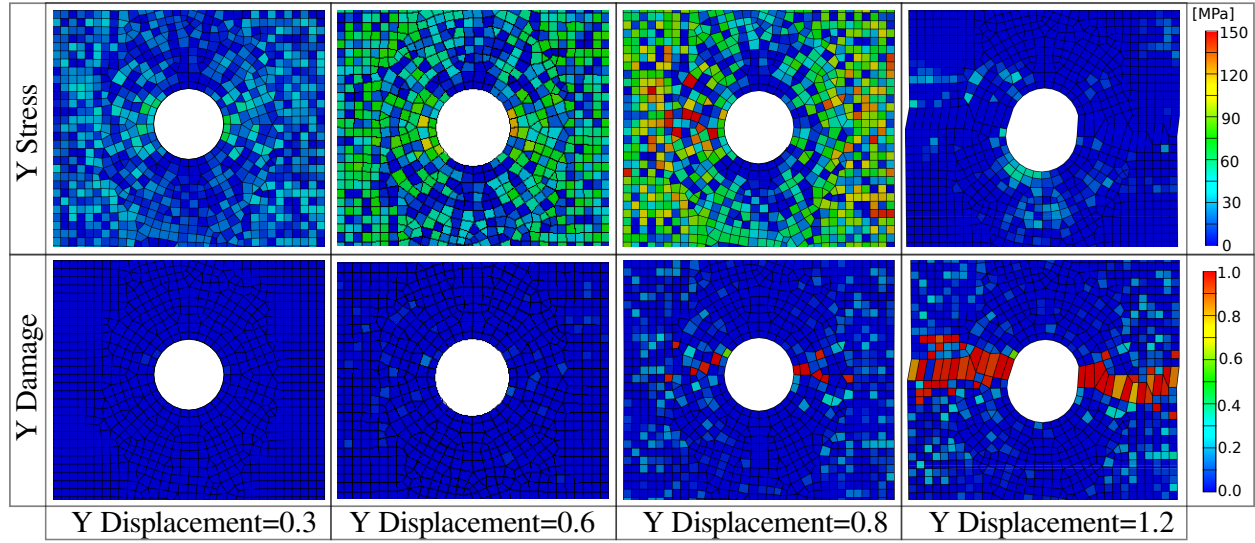 Y Stress
[MPa]
150
120
90
60
30
0
Y Damage
1.0
0.8
0.6
0.4
0.2
0.0
Y Displacement=0.3
Y Displacement=0.6
Y Displacement=0.8
Y Displacement=1.2